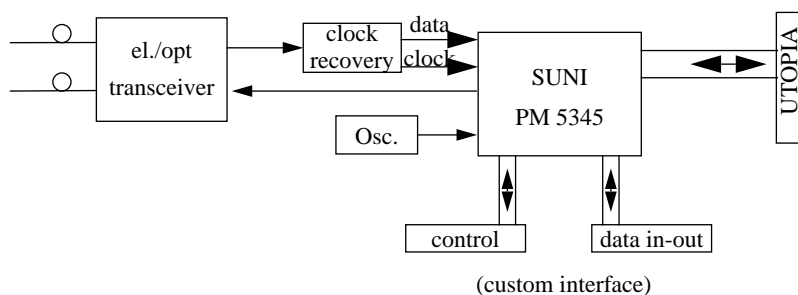 el./opt
transceiver
clock
recovery
data
clock
SUNI
PM 5345
UTOPIA
Osc.
control
data in-out
(custom interface)